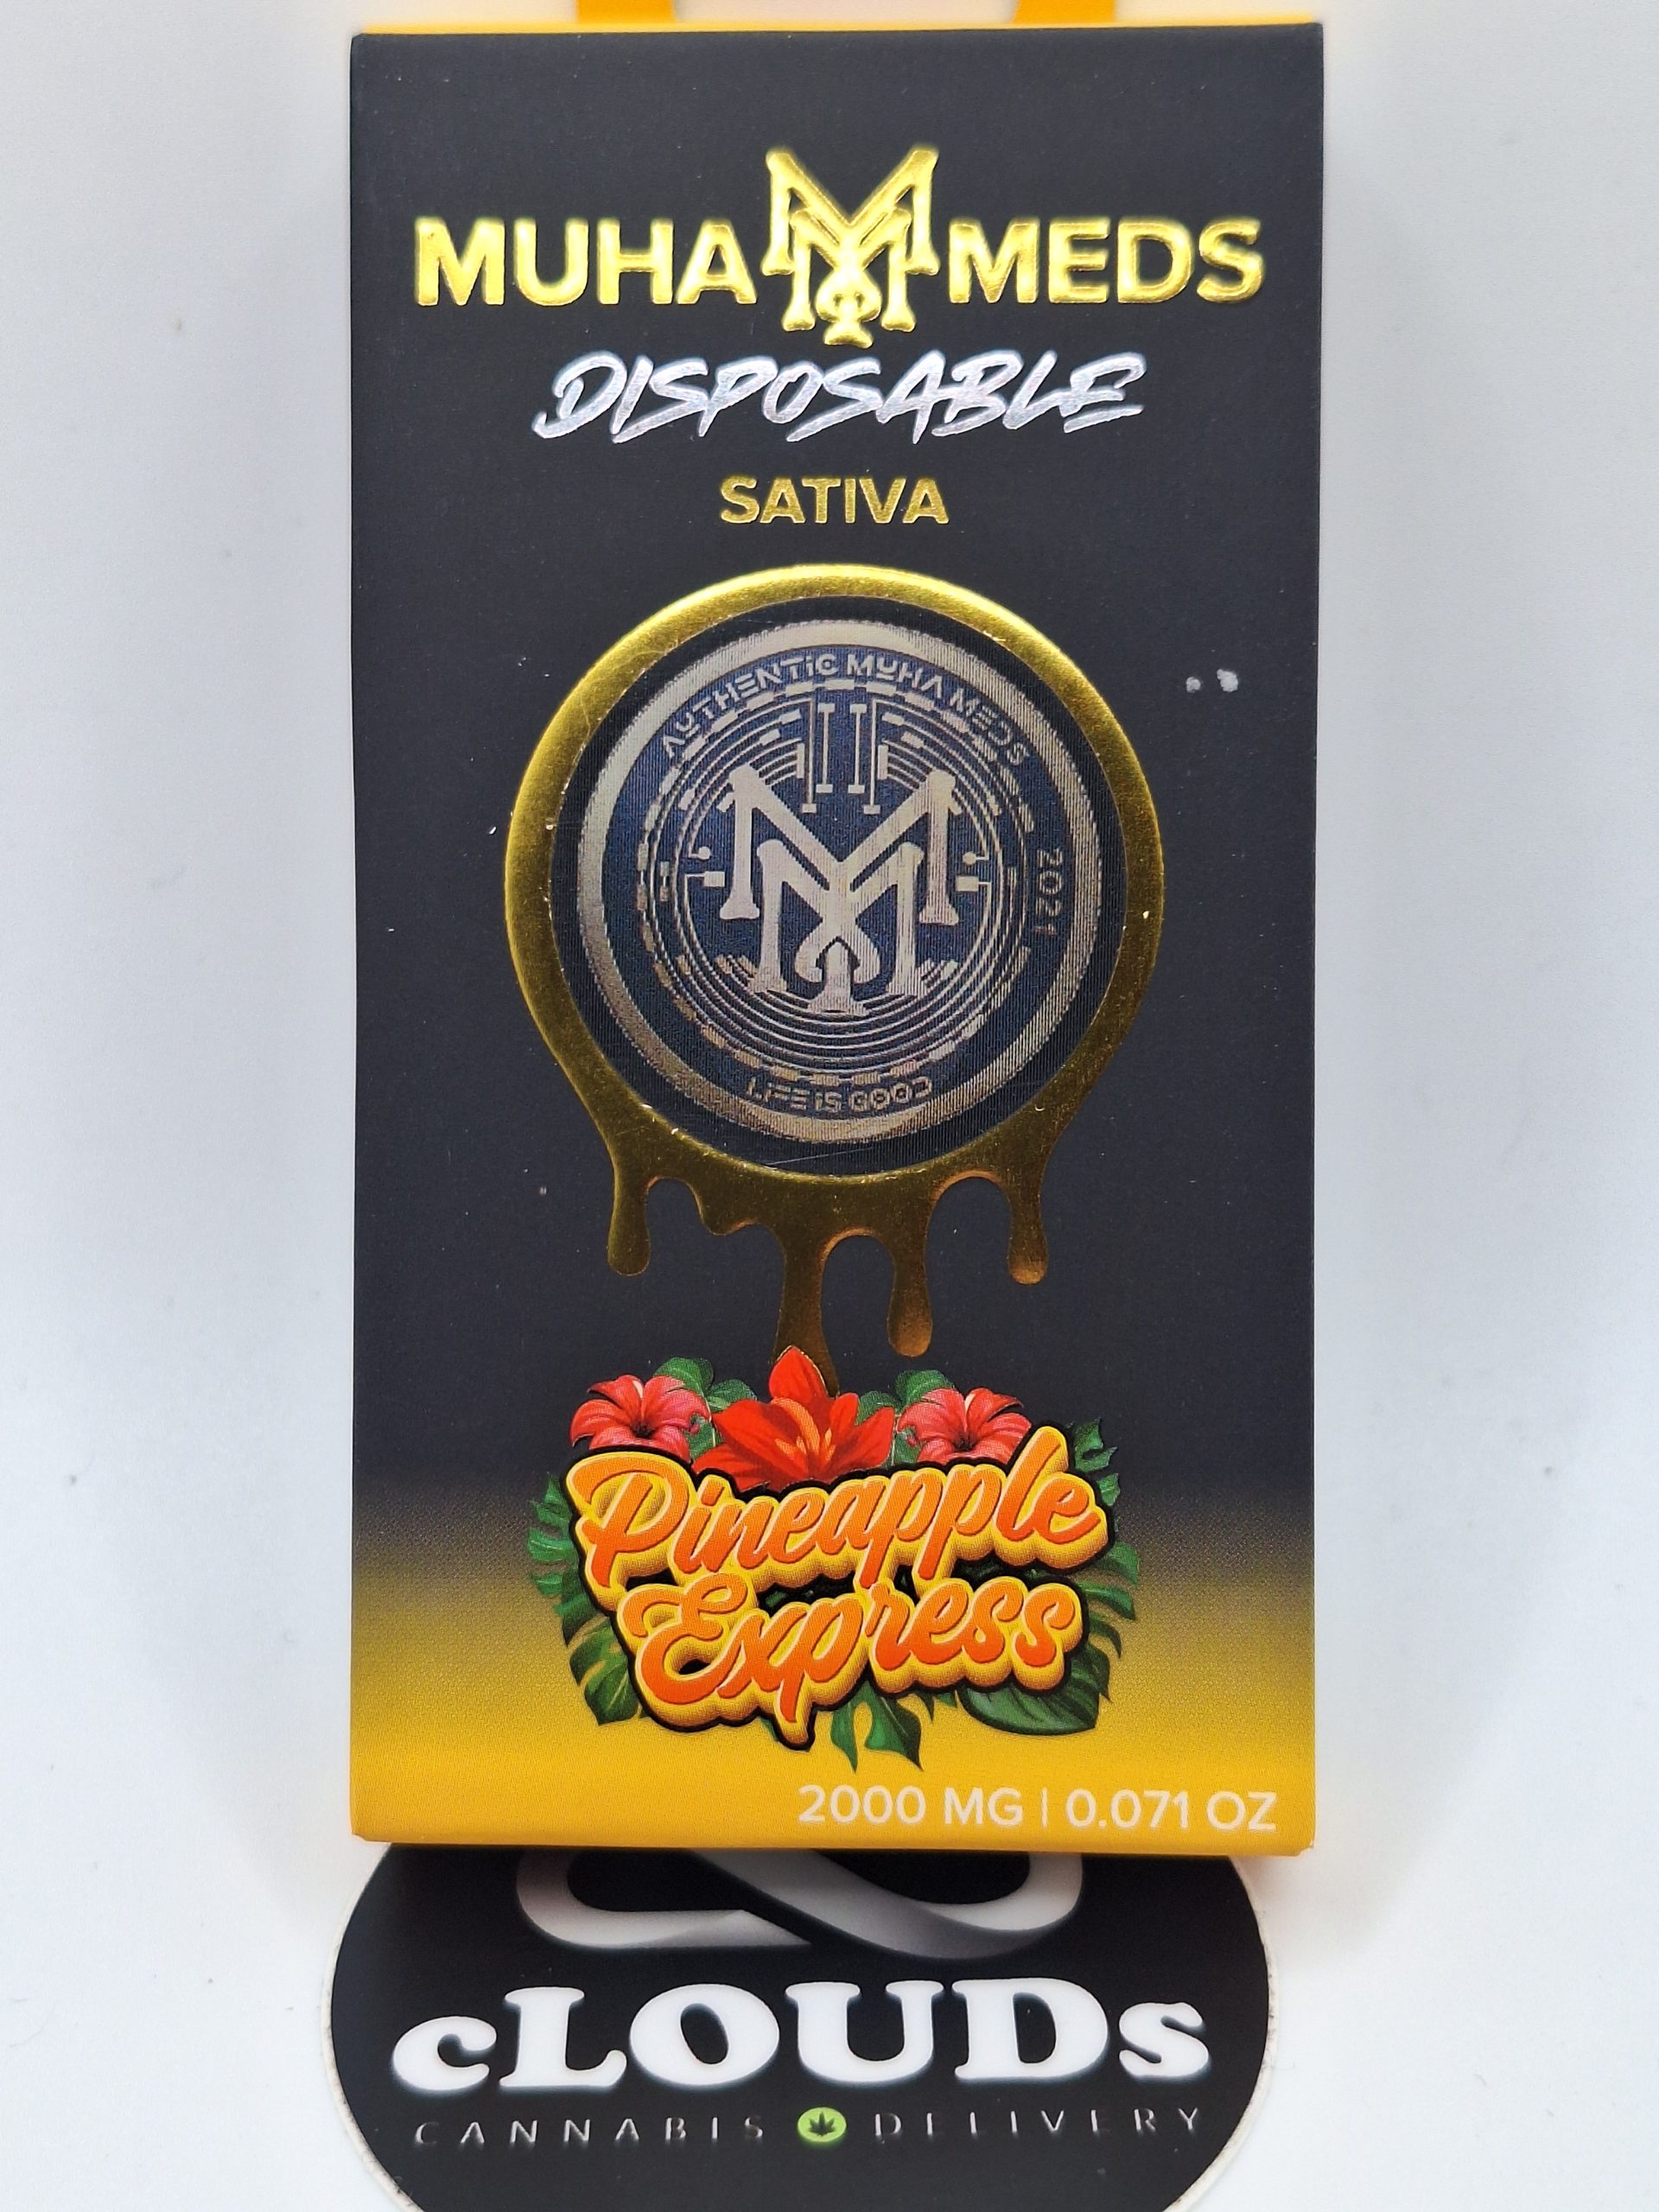 MUHA MEDS
DISPOSABLE
SATIVA
AUTHENTIC MUHA MEDS
2021
LIFE IS GOOD
Pineapple
Express
2000 MG | 0.071 OZ
cLOUDs
CANNABIS DELIVERY